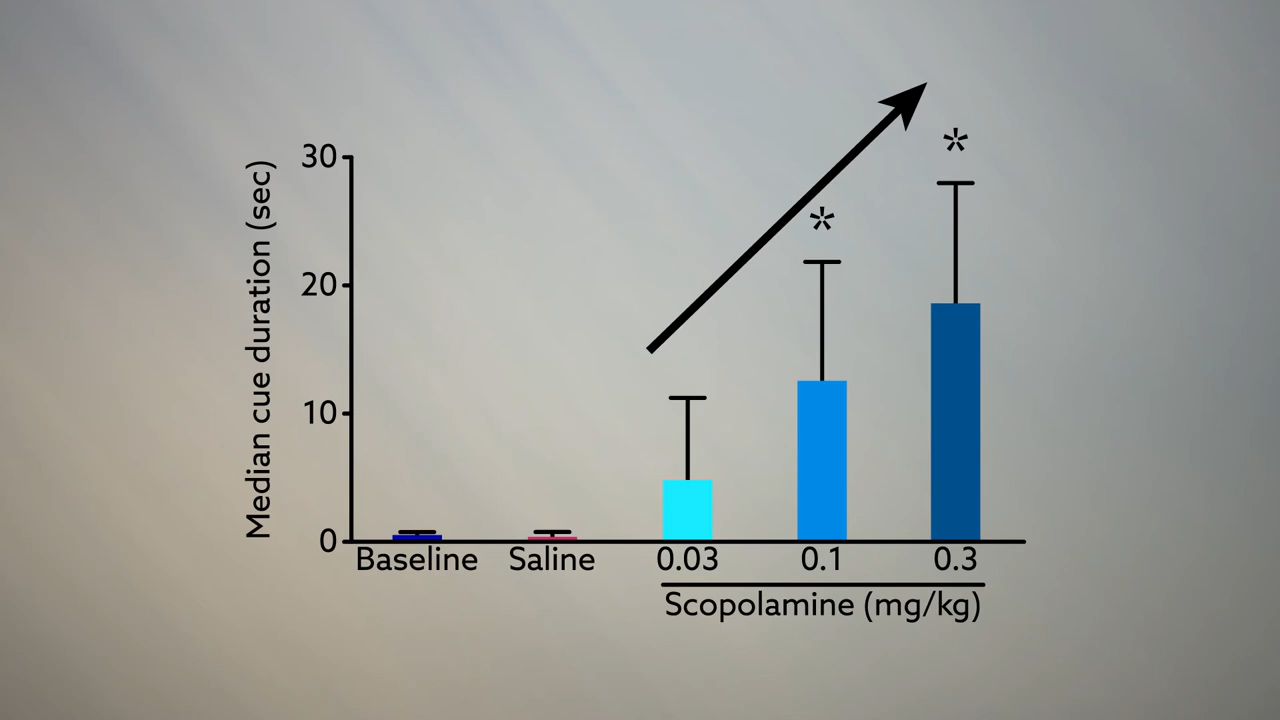 Median cue duration (sec)
30
20
10
0
*
*
Baseline Saline 0.03 0.1 0.3
Scopolamine (mg/kg)